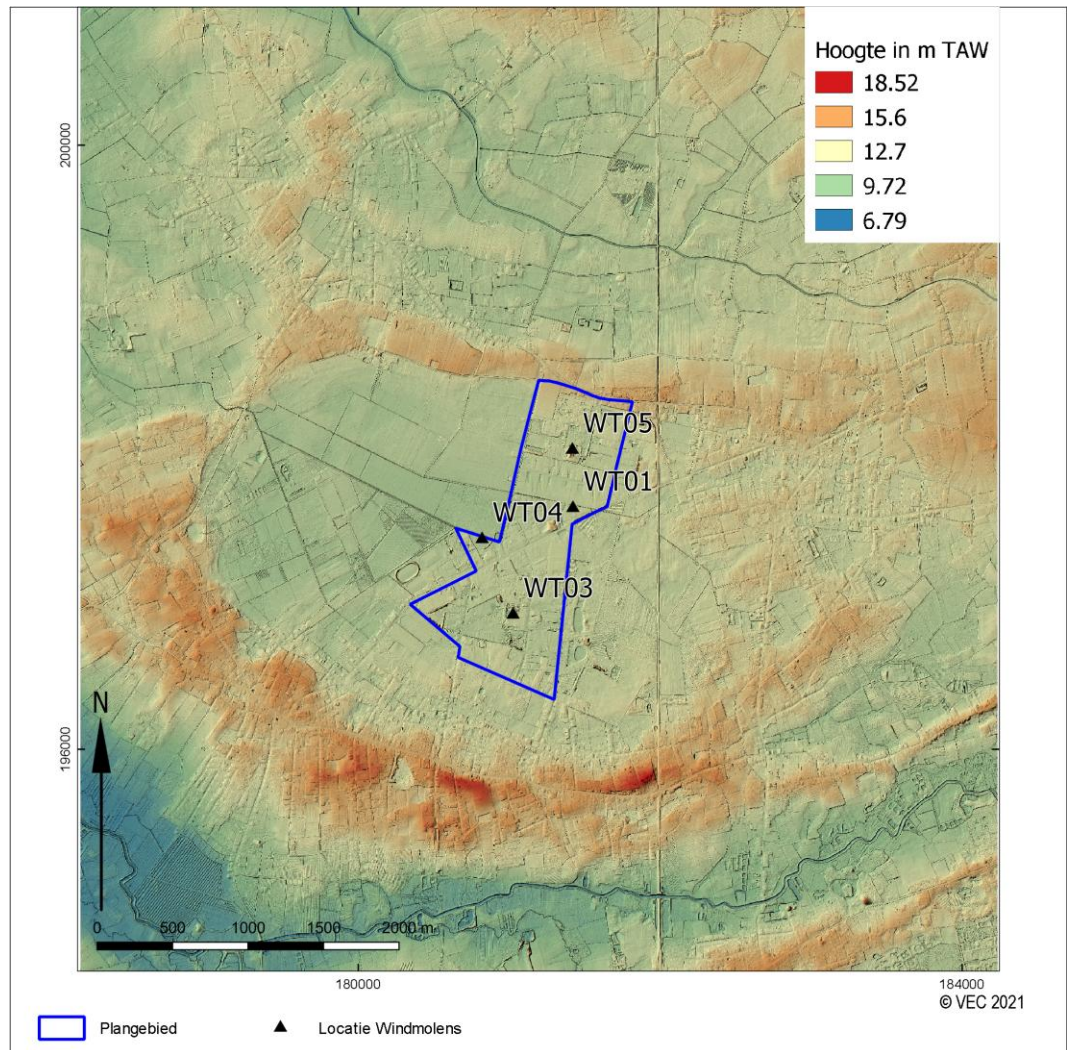 Hoogte in m TAW
18.52
15.6
12.7
9.72
6.79
200000
WT05
WT01
WT04
WT03
196000
N
0 500 1000 1500 2000 m
180000 184000
© VEC 2021
Plangebied Locatie Windmolens